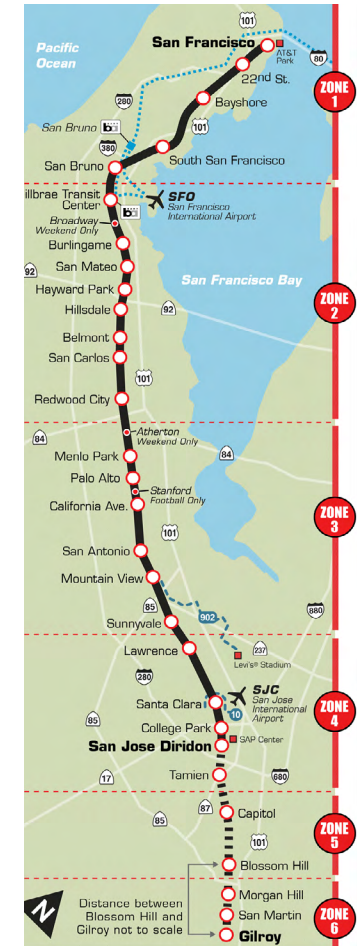 101
Pacific
Ocean
San Francisco
AT&T
Park
80
22nd St.
280
Bayshore
ZONE
1
101
San Bruno
ba
380
South San Francisco
San Bruno
illbrae Transit
Center
ba
SFO
San Francisco
International Airport
Broadway
Weekend Only
Burlingame
San Mateo
92
Hayward Park
San Francisco Bay
Hillsdale
92
ZONE
2
Belmont
San Carlos
101
Redwood City
Atherton
Weekend Only
84
Menlo Park
84
Palo Alto
Stanford
Football Only
California Ave.
ZONE
3
101
San Antonio
Mountain View
85
902
880
Sunnyvale
Lawrence
237
Levi's® Stadium
280
SJC
San Jose
International
Airport
Santa Clara
10
ZONE
4
85
College Park
SAP Center
San Jose Diridon
Tamien
17
680
87
Capitol
85
ZONE
5
101
Blossom Hill
Morgan Hill
Distance between
Blossom Hill and
Gilroy not to scale
N
San Martin
ZONE
6
Gilroy